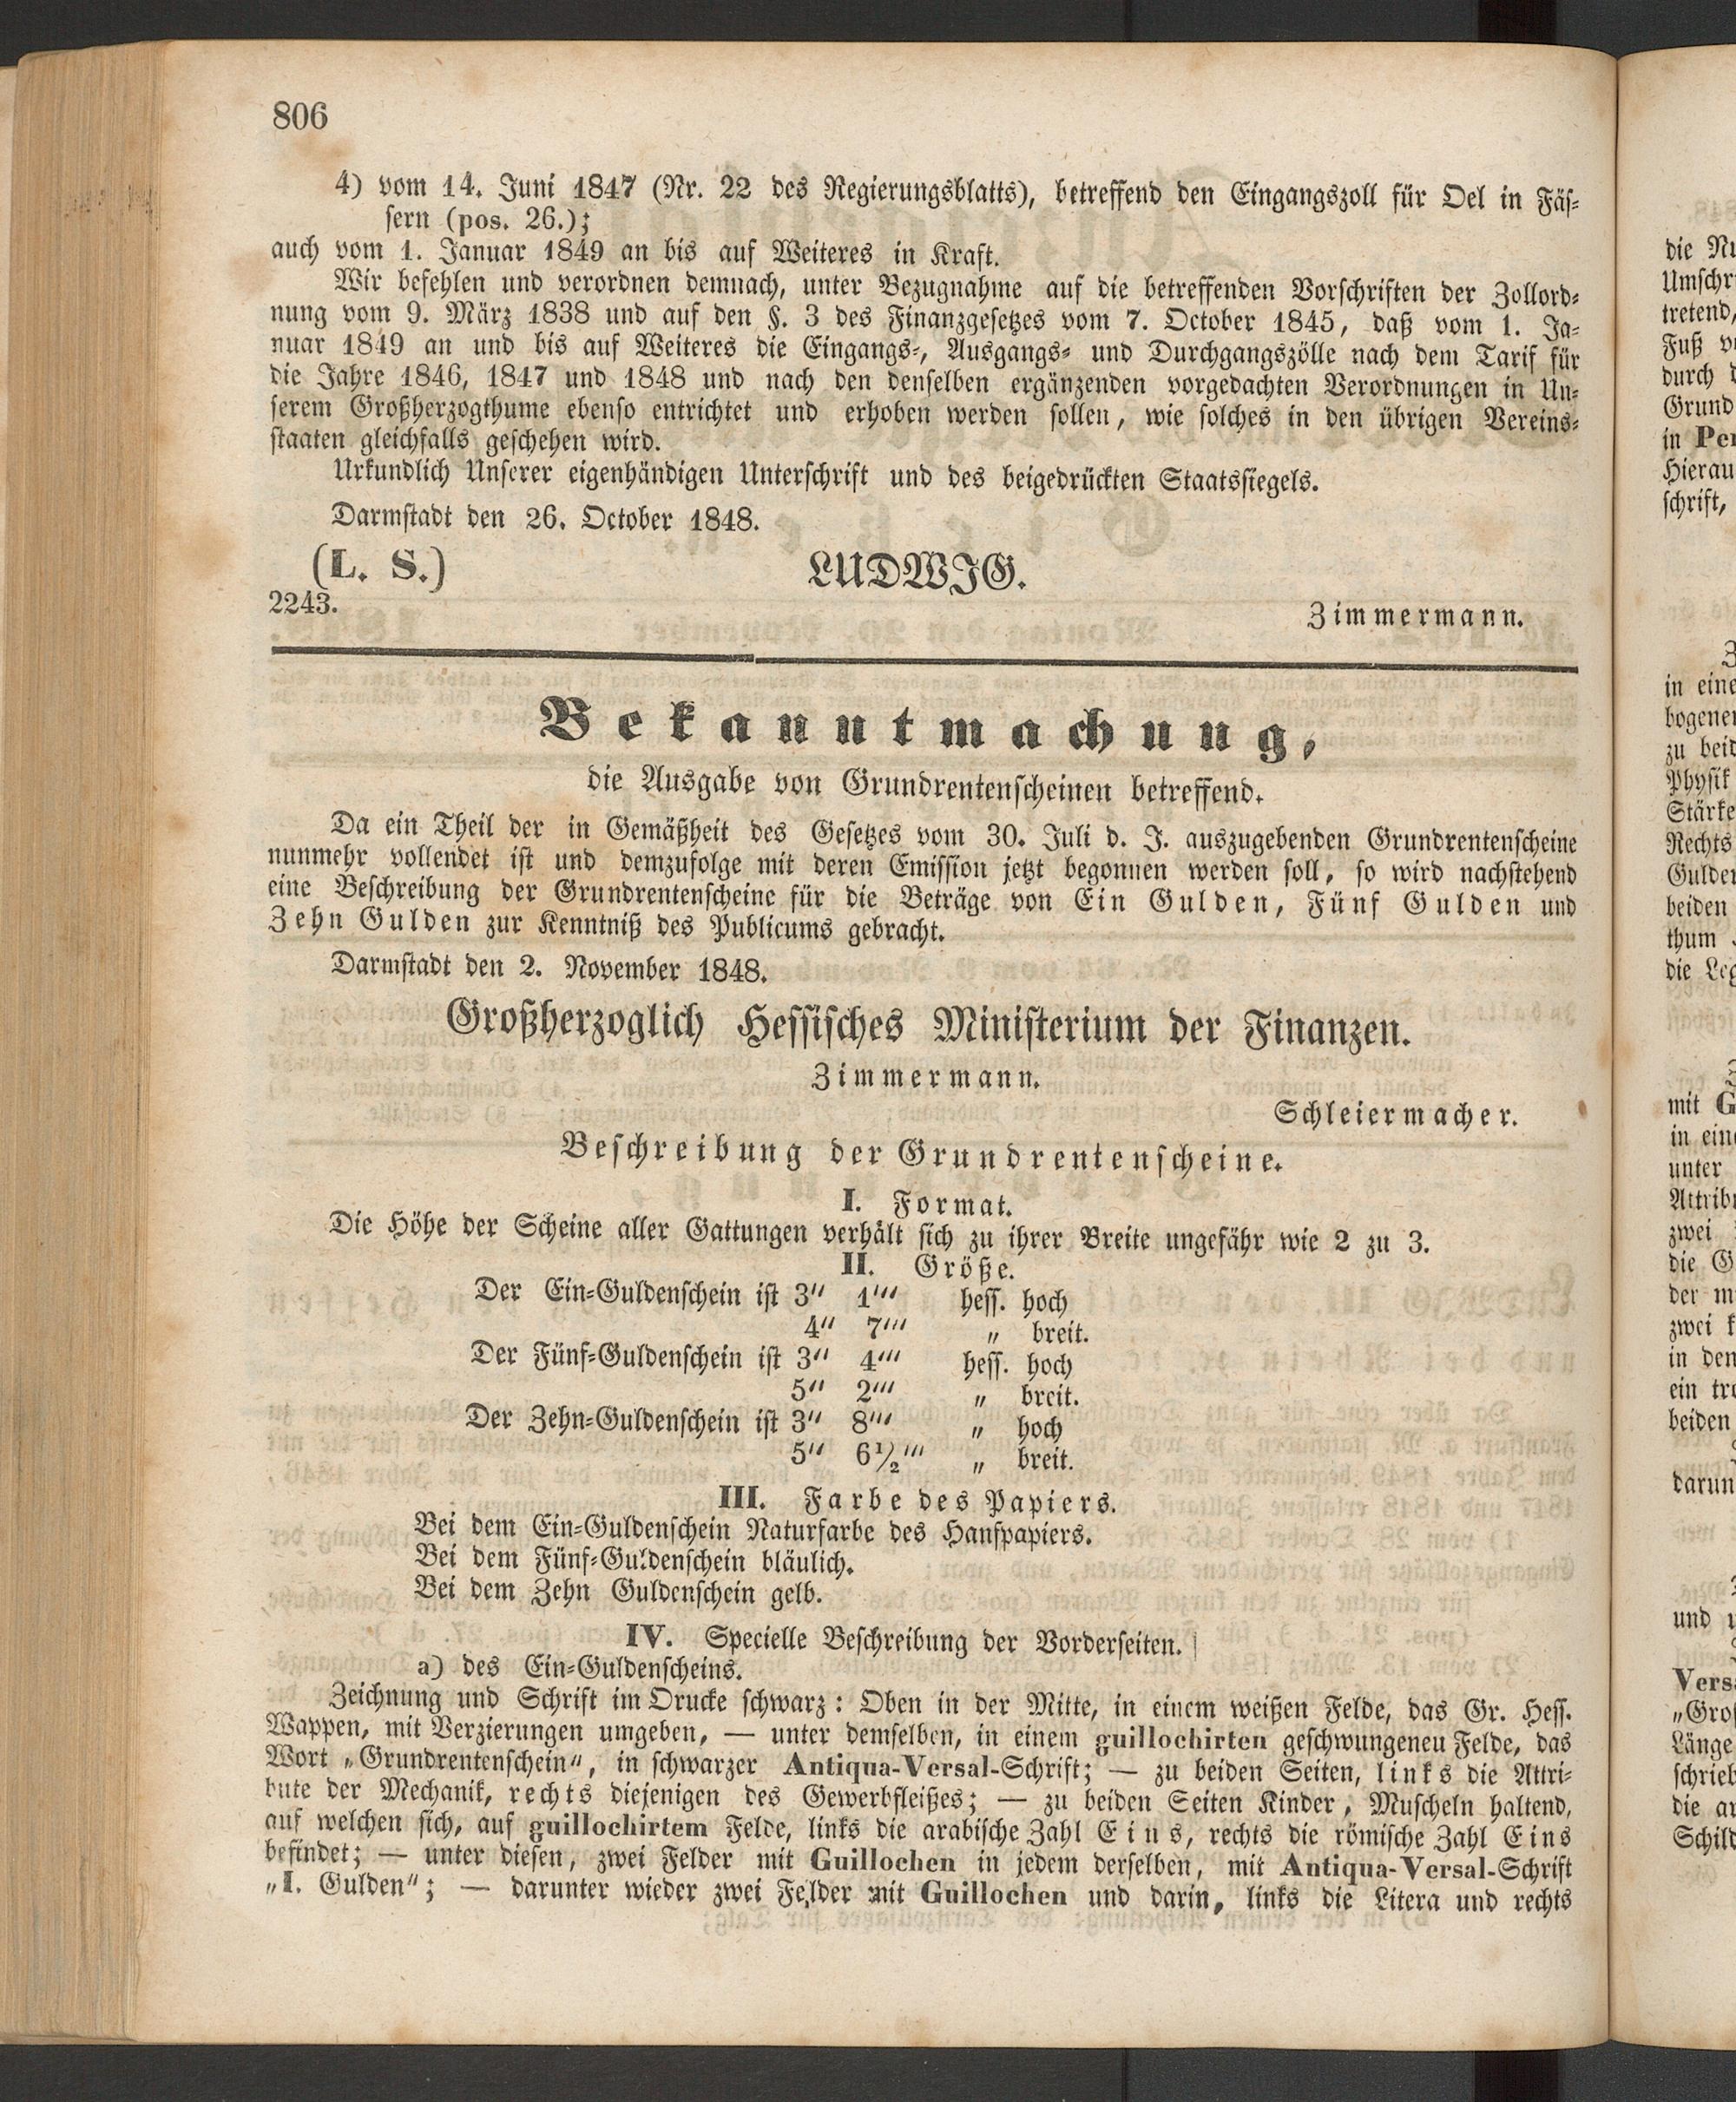 806
4) vom 14. Juni 1847 (Nr. 22 des Regierungsblatts), betreffend den Eingangszoll für Oel in Fäs-
sern (pos. 26.);
auch vom 1. Januar 1849 an bis auf Weiteres in Kraft.
Wir befehlen und verordnen demnach, unter Bezugnahme auf die betreffenden Vorschriften der Zollord-
nung vom 9. März 1838 und auf den §. 3 des Finanzgesetzes vom 7. October 1845, daß vom 1. Ja-
nuar 1849 an und bis auf Weiteres die Eingangs-, Ausgangs- und Durchgangszölle nach dem Tarif für
die Jahre 1846, 1847 und 1848 und nach den denselben ergänzenden vorgedachten Verordnungen in Un-
serem Großherzogthume ebenso entrichtet und erhoben werden sollen, wie solches in den übrigen Vereins-
staaten gleichfalls geschehen wird.
Urkundlich Unserer eigenhändigen Unterschrift und des beigedrückten Staatssiegels.
Darmstadt den 26. October 1848.
(L. S.) LUDWIG.
2243.
Zimmermann.
Bekanntmachung,
die Ausgabe von Grundrentenscheinen betreffend.
Da ein Theil der in Gemäßheit des Gesetzes vom 30. Juli d. J. auszugebenden Grundrentenscheine
nunmehr vollendet ist und demzufolge mit deren Emission jetzt begonnen werden soll, so wird nachstehend
eine Beschreibung der Grundrentenscheine für die Beträge von Ein Gulden, Fünf Gulden und
Zehn Gulden zur Kenntniß des Publicums gebracht.
Darmstadt den 2. November 1848.
Großherzoglich Hessisches Ministerium der Finanzen.
Zimmermann.
Schleiermacher.
Beschreibung der Grundrentenscheine.
I. Format.
Die Höhe der Scheine aller Gattungen verhält sich zu ihrer Breite ungefähr wie 2 zu 3.
II. Größe.
Der Ein-Guldenschein ist 3'' 1''' hess. hoch
4'' 7''' " breit.
Der Fünf-Guldenschein ist 3'' 4''' hess. hoch
5'' 2''' " breit.
Der Zehn-Guldenschein ist 3'' 8''' " hoch
5'' 6½''' " breit.
III. Farbe des Papiers.
Bei dem Ein-Guldenschein Naturfarbe des Hanfpapiers.
Bei dem Fünf-Guldenschein bläulich.
Bei dem Zehn Guldenschein gelb.
IV. Specielle Beschreibung der Vorderseiten.
a) des Ein-Guldenscheins.
Zeichnung und Schrift im Drucke schwarz: Oben in der Mitte, in einem weißen Felde, das Gr. Hess.
Wappen, mit Verzierungen umgeben, — unter demselben, in einem guillochirten geschwungeneu Felde, das
Wort „Grundrentenschein", in schwarzer Antiqua-Versal-Schrift; — zu beiden Seiten, links die Attri-
bute der Mechanik, rechts diejenigen des Gewerbfleißes; — zu beiden Seiten Kinder, Muscheln haltend,
auf welchen sich, auf guillochirtem Felde, links die arabische Zahl Eins, rechts die römische Zahl Eins
befindet; — unter diesen, zwei Felder mit Guillochen in jedem derselben, mit Antiqua-Versal-Schrift
„I. Gulden"; — darunter wieder zwei Felder mit Guillochen und darin, links die Litera und rechts